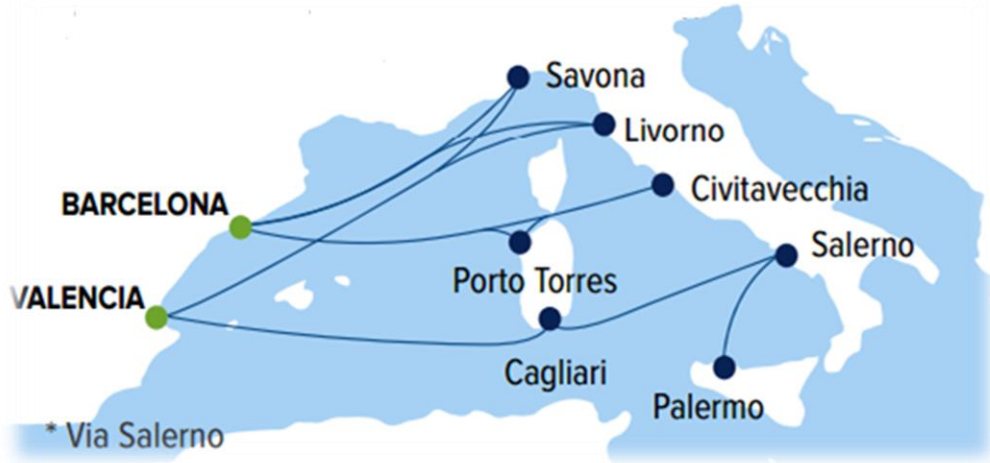 Savona
Livorno
Civitavecchia
BARCELONA
Salerno
Porto Torres
VALENCIA
Cagliari
Palermo
* Via Salerno